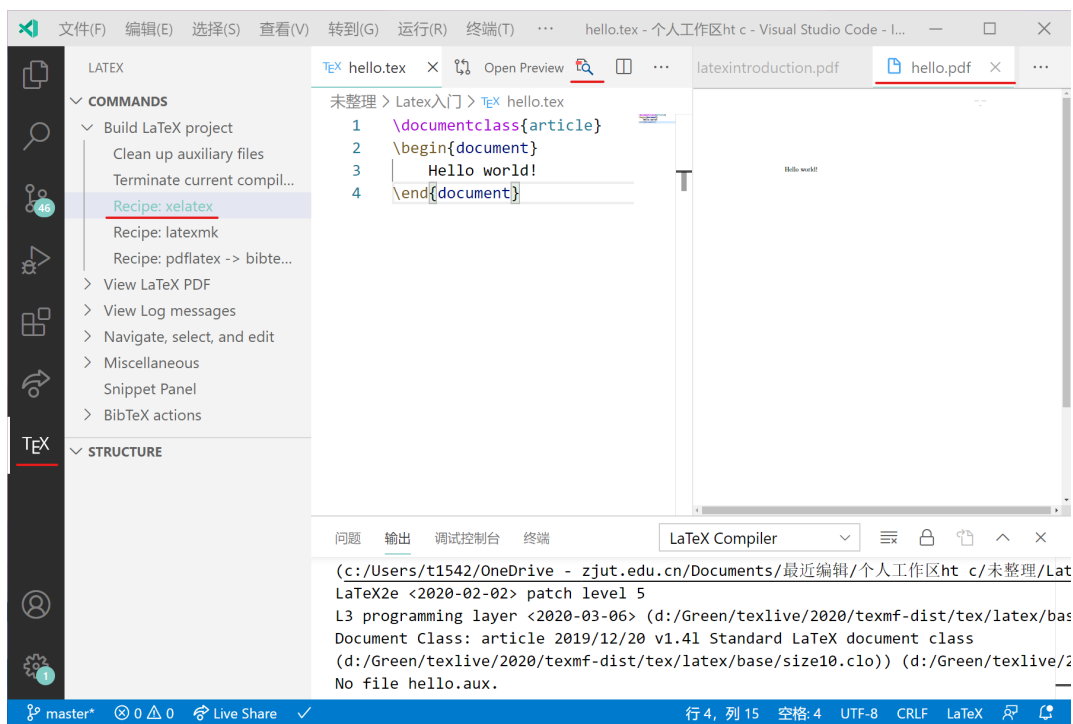 文件(F) 编辑(E) 选择(S) 查看(V) 转到(G) 运行(R) 终端(T) ··· hello.tex - 个人工作区ht c - Visual Studio Code - I...
LATEX
COMMANDS
Build LaTeX project
Clean up auxiliary files
Terminate current compil...
Recipe: xelatex
Recipe: latexmk
Recipe: pdflatex -> bibte...
View LaTeX PDF
View Log messages
Navigate, select, and edit
Miscellaneous
Snippet Panel
BibTeX actions
STRUCTURE
46
TEX
1
TEX hello.tex Open Preview ···
未整理 > Latex入门 > TEX hello.tex
1 \documentclass{article}
2 \begin{document}
3 Hello world!
4 \end{document}
latexintroduction.pdf hello.pdf ···
Hello world!
问题 输出 调试控制台 终端 LaTeX Compiler
(c:/Users/t1542/OneDrive - zjut.edu.cn/Documents/最近编辑/个人工作区ht c/未整理/Lat
LaTeX2e <2020-02-02> patch level 5
L3 programming layer <2020-03-06> (d:/Green/texlive/2020/texmf-dist/tex/latex/bas
Document Class: article 2019/12/20 v1.4l Standard LaTeX document class
(d:/Green/texlive/2020/texmf-dist/tex/latex/base/size10.clo)) (d:/Green/texlive/2
No file hello.aux.
master* 0 0 Live Share 行 4，列 15 空格: 4 UTF-8 CRLF LaTeX